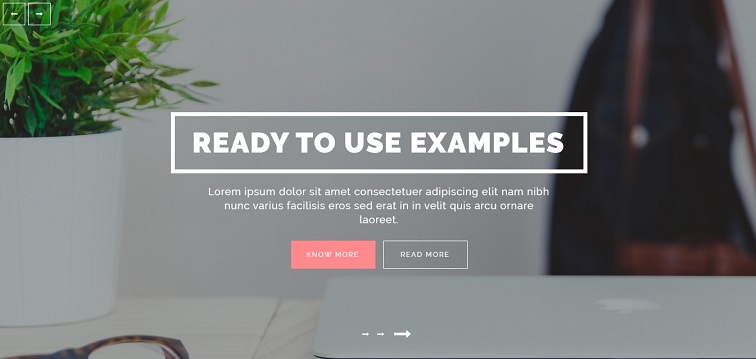 READY TO USE EXAMPLES
Lorem ipsum dolor sit amet consectetuer adipiscing elit nam nibh
nunc varius facilisis eros sed erat in in velit quis arcu ornare
laoreet.
KNOW MORE
READ MORE